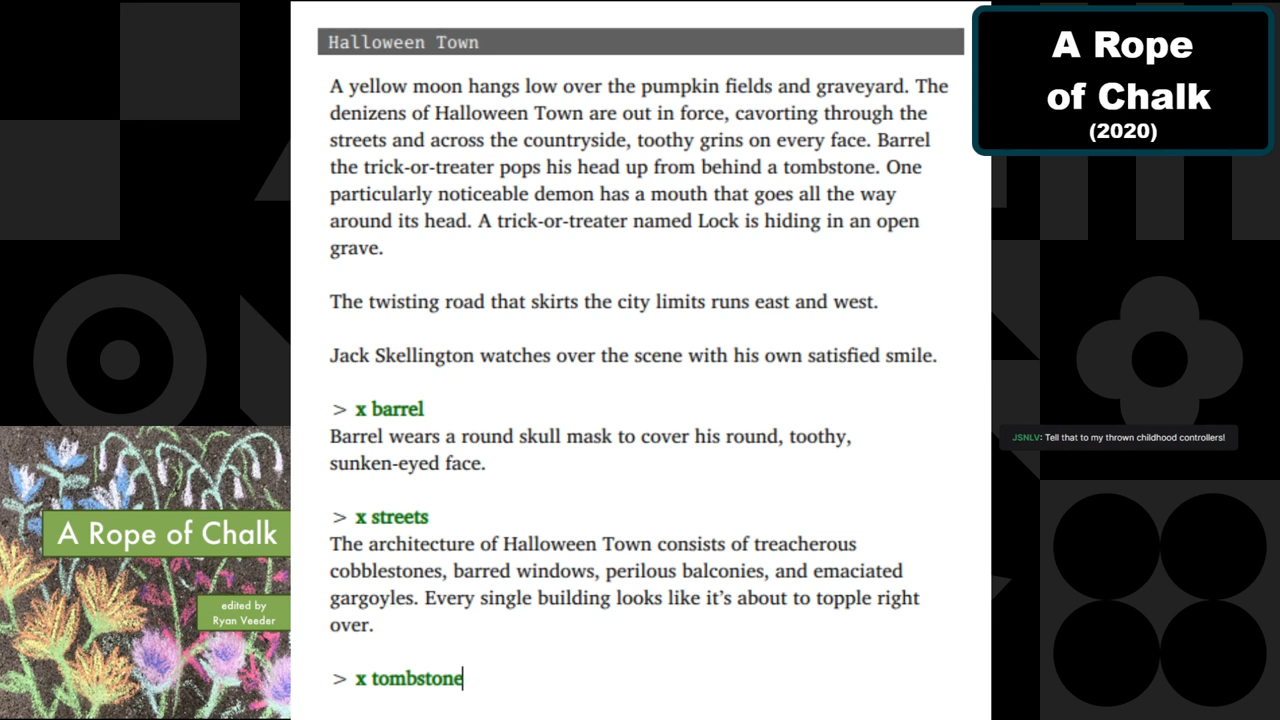 Halloween Town
A yellow moon hangs low over the pumpkin fields and graveyard. The
denizens of Halloween Town are out in force, cavorting through the
streets and across the countryside, toothy grins on every face. Barrel
the trick-or-treater pops his head up from behind a tombstone. One
particularly noticeable demon has a mouth that goes all the way
around its head. A trick-or-treater named Lock is hiding in an open
grave.
The twisting road that skirts the city limits runs east and west.
Jack Skellington watches over the scene with his own satisfied smile.
> x barrel
Barrel wears a round skull mask to cover his round, toothy,
sunken-eyed face.
> x streets
The architecture of Halloween Town consists of treacherous
cobblestones, barred windows, perilous balconies, and emaciated
gargoyles. Every single building looks like it’s about to topple right
over.
> x tombstone
A Rope
of Chalk
(2020)
JSNLV: Tell that to my thrown childhood controllers!
A Rope of Chalk
edited by
Ryan Veeder